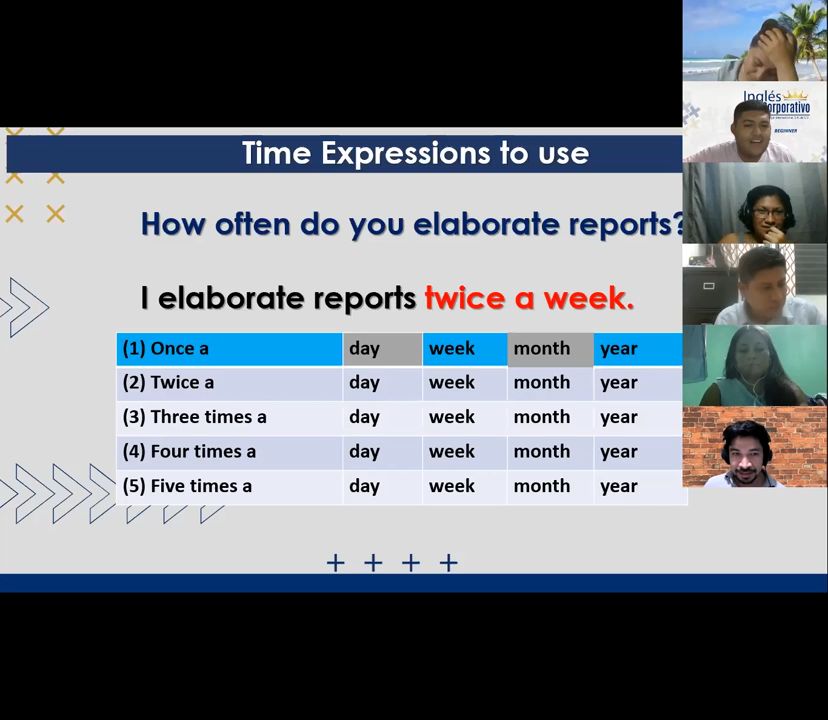 Time Expressions to use
How often do you elaborate reports?
I elaborate reports twice a week.
(1) Once a day week month year
(2) Twice a day week month year
(3) Three times a day week month year
(4) Four times a day week month year
(5) Five times a day week month year
Inglés
Corporativo
BEGINNER